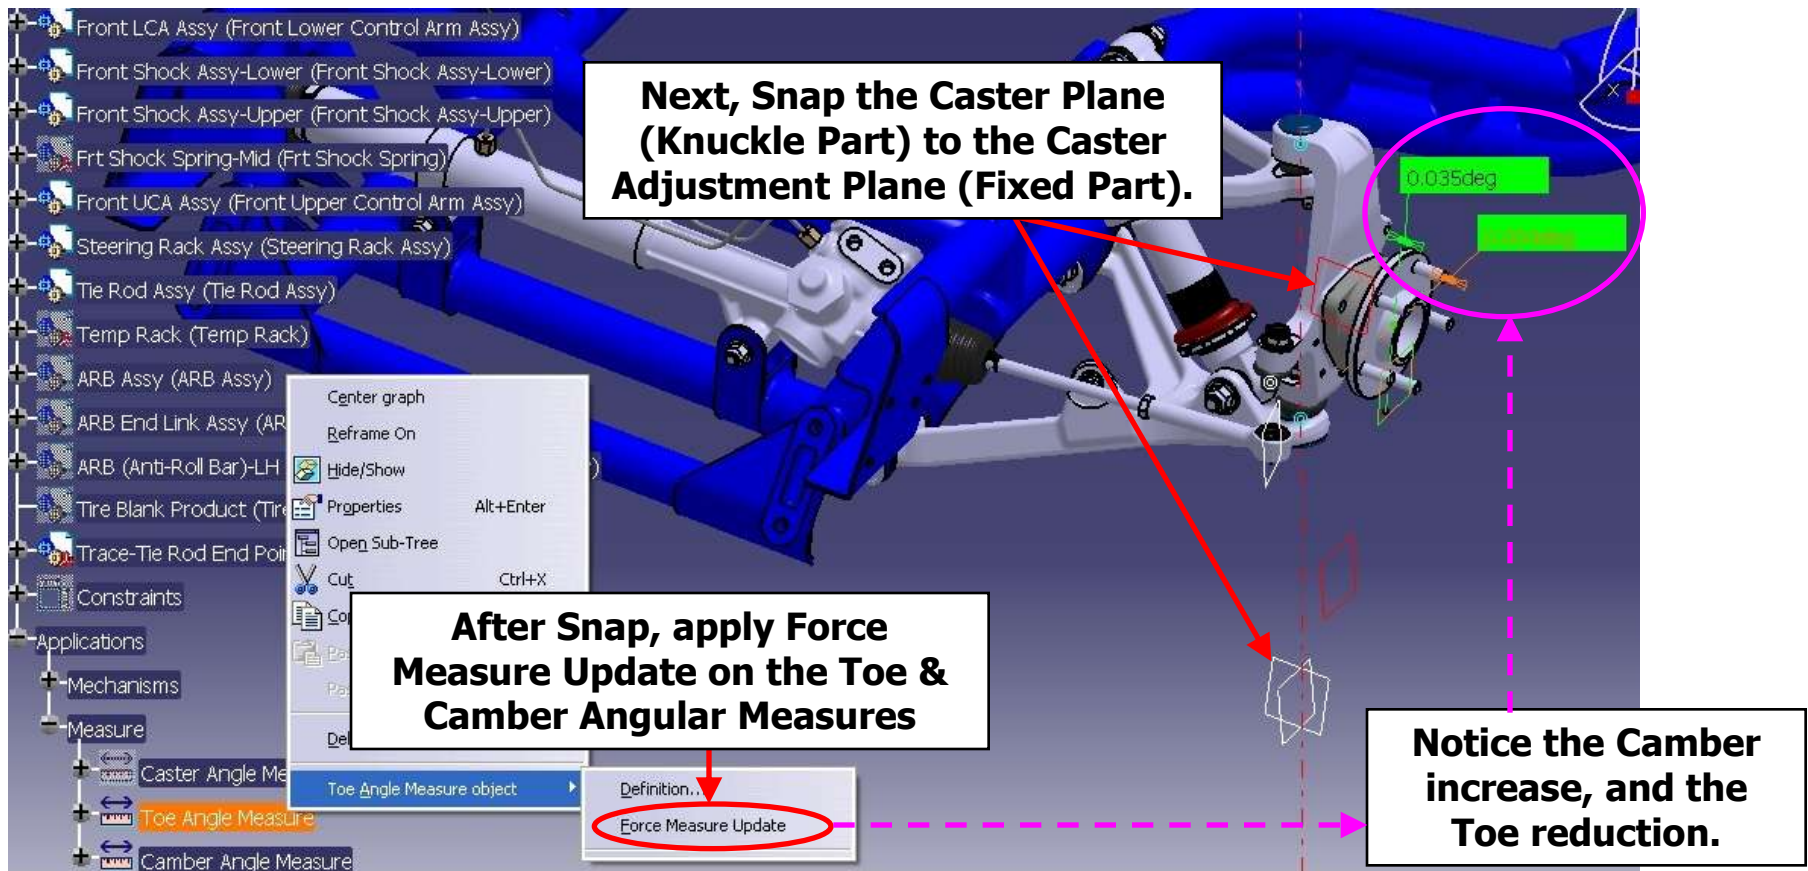 Front LCA Assy (Front Lower Control Arm Assy)
Front Shock Assy-Lower (Front Shock Assy-Lower)
Front Shock Assy-Upper (Front Shock Assy-Upper)
Frt Shock Spring-Mid (Frt Shock Spring)
Front UCA Assy (Front Upper Control Arm Assy)
Steering Rack Assy (Steering Rack Assy)
Tie Rod Assy (Tie Rod Assy)
Temp Rack (Temp Rack)
ARB Assy (ARB Assy)
ARB End Link Assy (AR
ARB (Anti-Roll Bar)-LH
)
Tire Blank Product (Tire
Trace-Tie Rod End Poi
Constraints
Applications
Mechanisms
Measure
Caster Angle Me
Toe Angle Measure
Camber Angle Measure
Center graph
Reframe On
Hide/Show
Properties Alt+Enter
Open Sub-Tree
Cut Ctrl+X
Co
Pas
Pas
Del
Toe Angle Measure object
Definition...
Force Measure Update
Next, Snap the Caster Plane
(Knuckle Part) to the Caster
Adjustment Plane (Fixed Part).
0.035deg
X
After Snap, apply Force
Measure Update on the Toe &
Camber Angular Measures
Notice the Camber
increase, and the
Toe reduction.